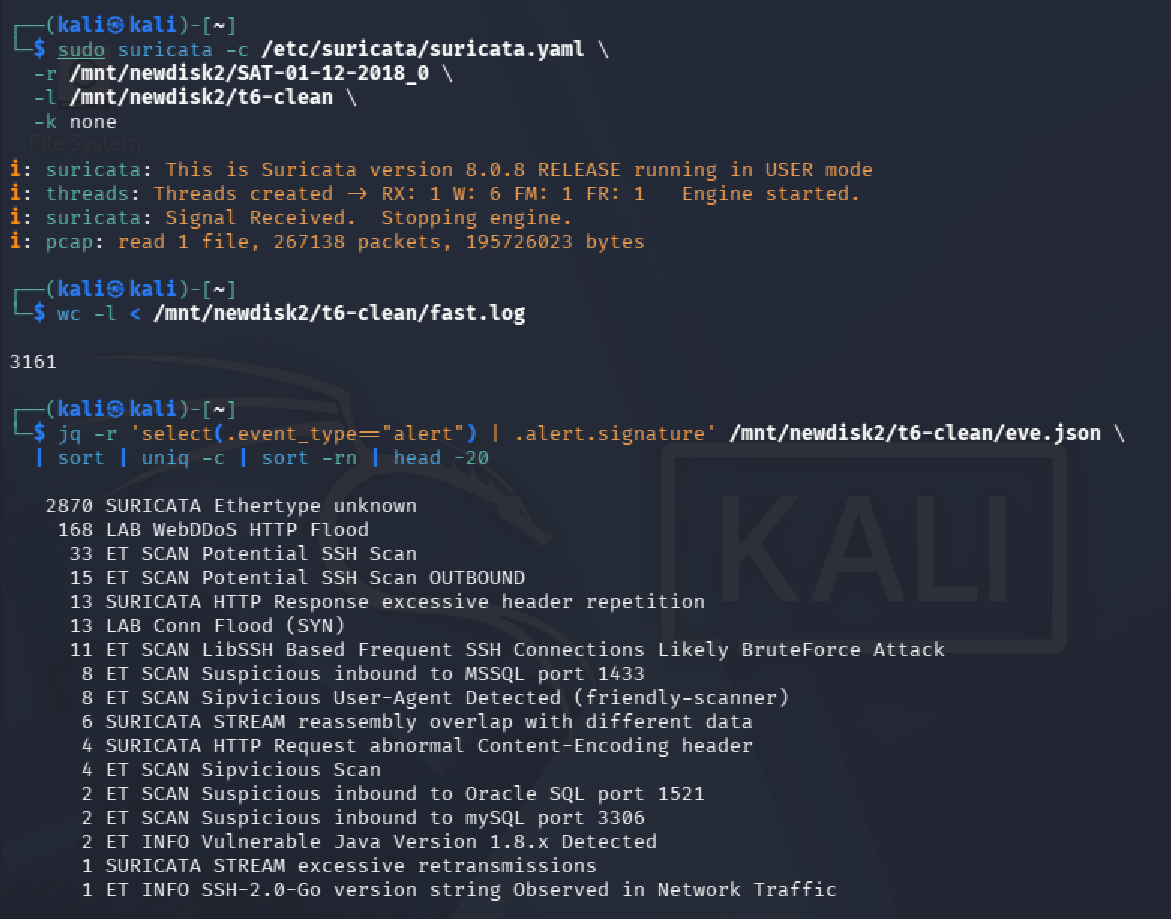 ┌──(kali㉿kali)-[~]
└─$ sudo suricata -c /etc/suricata/suricata.yaml \
  -r /mnt/newdisk2/SAT-01-12-2018_0 \
  -l /mnt/newdisk2/t6-clean \
  -k none
File System
i: suricata: This is Suricata version 8.0.8 RELEASE running in USER mode
i: threads: Threads created → RX: 1 W: 6 FM: 1 FR: 1   Engine started.
i: suricata: Signal Received.  Stopping engine.
i: pcap: read 1 file, 267138 packets, 195726023 bytes
┌──(kali㉿kali)-[~]
└─$ wc -l < /mnt/newdisk2/t6-clean/fast.log
3161
┌──(kali㉿kali)-[~]
└─$ jq -r 'select(.event_type=="alert") | .alert.signature' /mnt/newdisk2/t6-clean/eve.json \
  | sort | uniq -c | sort -rn | head -20
   2870 SURICATA Ethertype unknown
    168 LAB WebDDoS HTTP Flood
     33 ET SCAN Potential SSH Scan
     15 ET SCAN Potential SSH Scan OUTBOUND
     13 SURICATA HTTP Response excessive header repetition
     13 LAB Conn Flood (SYN)
     11 ET SCAN LibSSH Based Frequent SSH Connections Likely BruteForce Attack
      8 ET SCAN Suspicious inbound to MSSQL port 1433
      8 ET SCAN Sipvicious User-Agent Detected (friendly-scanner)
      6 SURICATA STREAM reassembly overlap with different data
      4 SURICATA HTTP Request abnormal Content-Encoding header
      4 ET SCAN Sipvicious Scan
      2 ET SCAN Suspicious inbound to Oracle SQL port 1521
      2 ET SCAN Suspicious inbound to mySQL port 3306
      2 ET INFO Vulnerable Java Version 1.8.x Detected
      1 SURICATA STREAM excessive retransmissions
      1 ET INFO SSH-2.0-Go version string Observed in Network Traffic
KALI